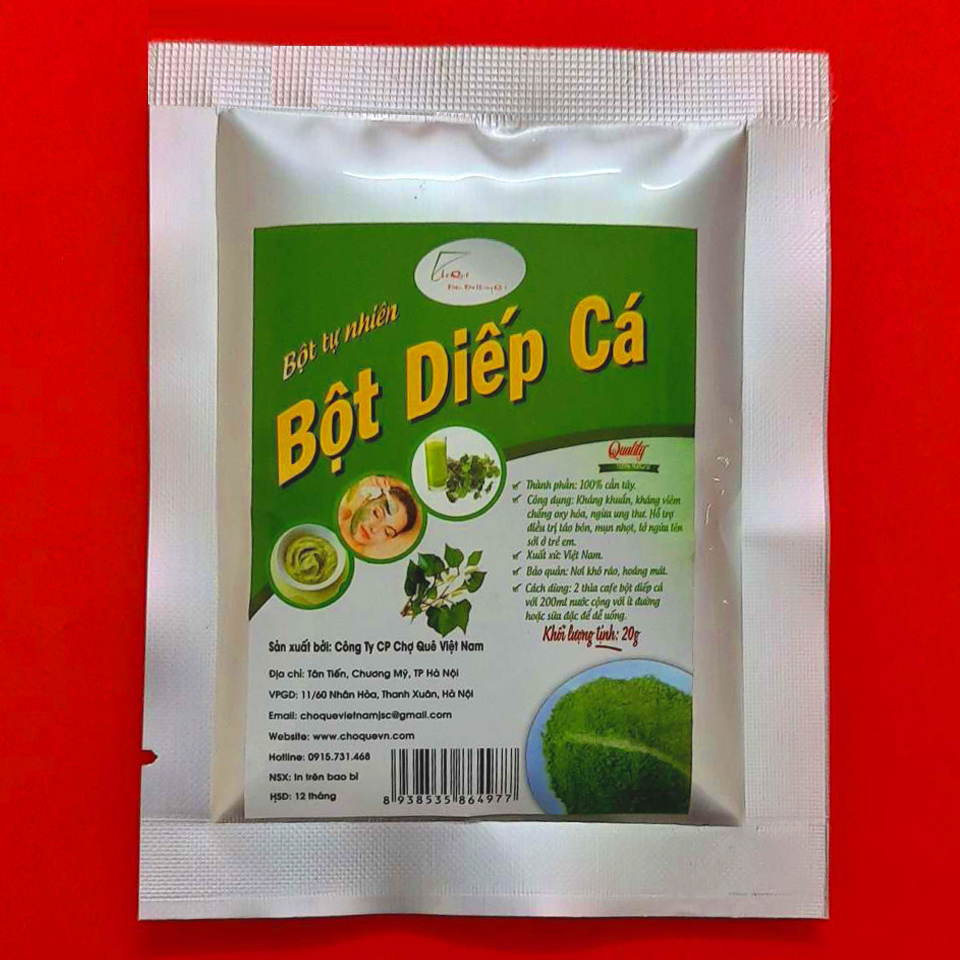 Bột tự nhiên
Bột Diếp Cá
Quality
Thành phần: 100% cần tây.
Công dụng: Kháng khuẩn, kháng viêm
chống oxy hóa, ngừa ung thư. Hỗ trợ
điều trị táo bón, mụn nhọt, lở ngứa lên
sởi ở trẻ em.
Xuất xứ: Việt Nam.
Bảo quản: Nơi khô ráo, hoáng mát.
Cách dùng: 2 thìa cafe bột diếp cá
với 200ml nước cộng với ít đường
hoặc sữa đặc để dễ uống.
Khối lượng tịnh: 20g
Sản xuất bởi: Công Ty CP Chợ Quê Việt Nam
Địa chỉ: Tân Tiến, Chương Mỹ, TP Hà Nội
VPGD: 11/60 Nhân Hòa, Thanh Xuân, Hà Nội
Email: choquevietnamjsc@gmail.com
Website: www.choquevn.com
Hotline: 0915.731.468
NSX: In trên bao bì
HSD: 12 tháng
8 938535 864977